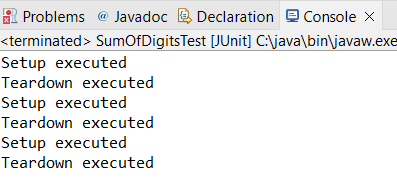 Problems @ Javadoc Declaration Console
<terminated> SumOfDigitsTest [JUnit] C:\java\bin\javaw.exe
Setup executed
Teardown executed
Setup executed
Teardown executed
Setup executed
Teardown executed